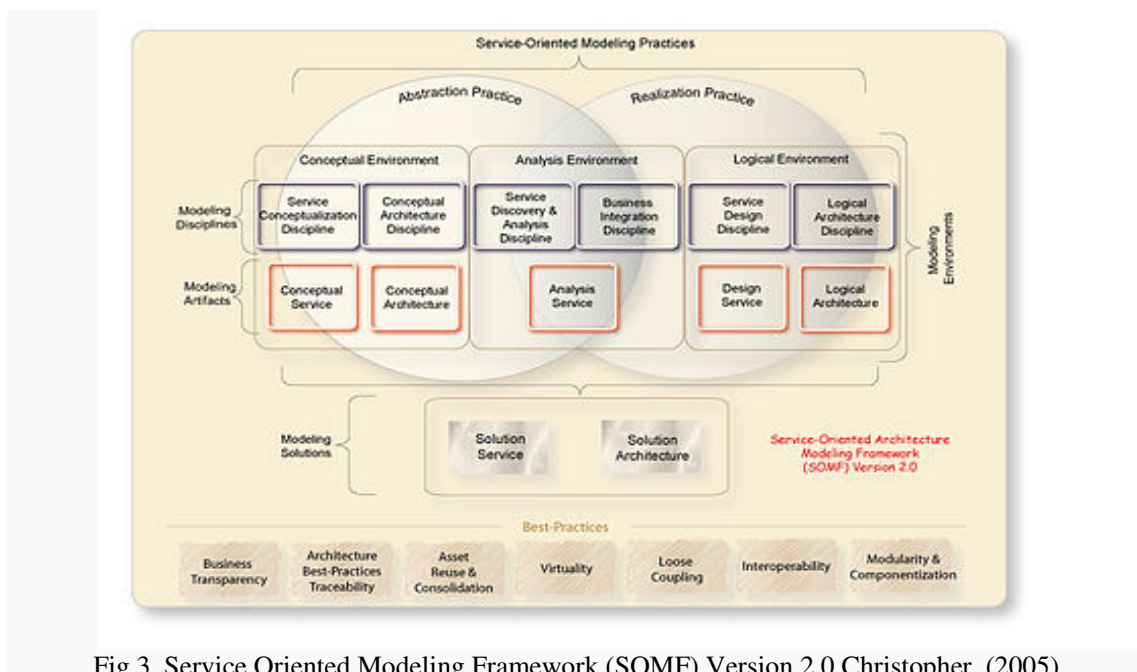 Service-Oriented Modeling Practices
Abstraction Practice
Realization Practice
Conceptual Environment
Analysis Environment
Logical Environment
Modeling
Disciplines
Service
Conceptualization
Discipline
Conceptual
Architecture
Discipline
Service
Discovery &
Analysis
Discipline
Business
Integration
Discipline
Service
Design
Discipline
Logical
Architecture
Discipline
Modeling
Environments
Modeling
Artifacts
Conceptual
Service
Conceptual
Architecture
Analysis
Service
Design
Service
Logical
Architecture
Modeling
Solutions
Solution
Service
Solution
Architecture
Service-Oriented Architecture
Modeling Framework
(SOMF) Version 2.0
Best-Practices
Business
Transparency
Architecture
Best-Practices
Traceability
Asset
Reuse &
Consolidation
Virtuality
Loose
Coupling
Interoperability
Modularity &
Componentization
Fig 3. Service Oriented Modeling Framework (SOMF) Version 2.0 Christopher, (2005)